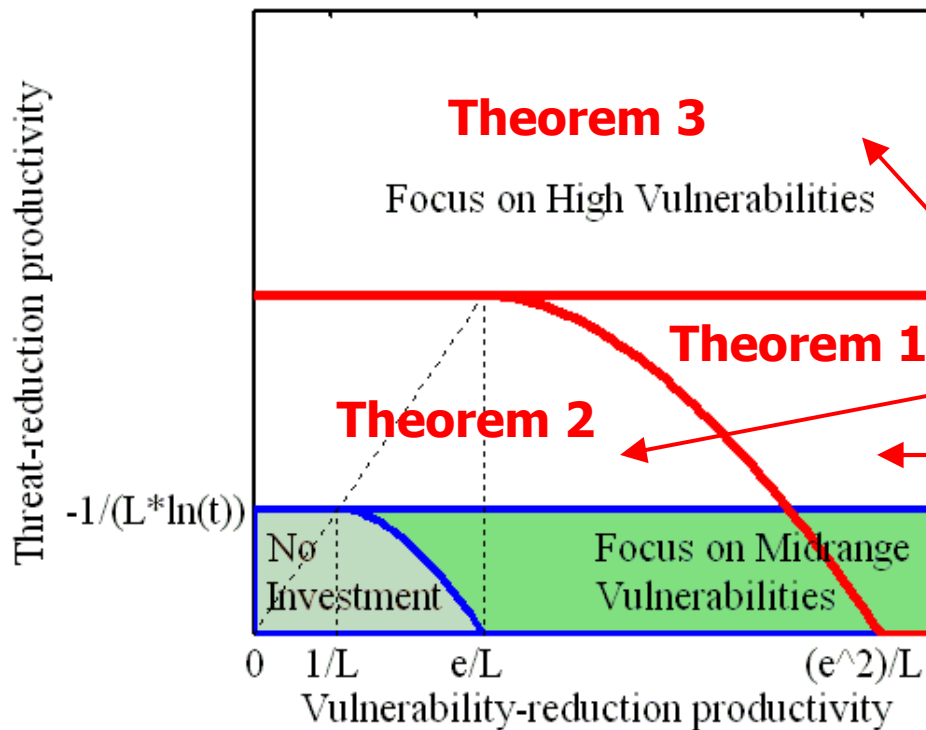 Threat-reduction productivity
Theorem 3
Focus on High Vulnerabilities
Theorem 1
Theorem 2
-1/(L*ln(t))
No
Investment
Focus on Midrange
Vulnerabilities
0 1/L e/L (e^2)/L
Vulnerability-reduction productivity